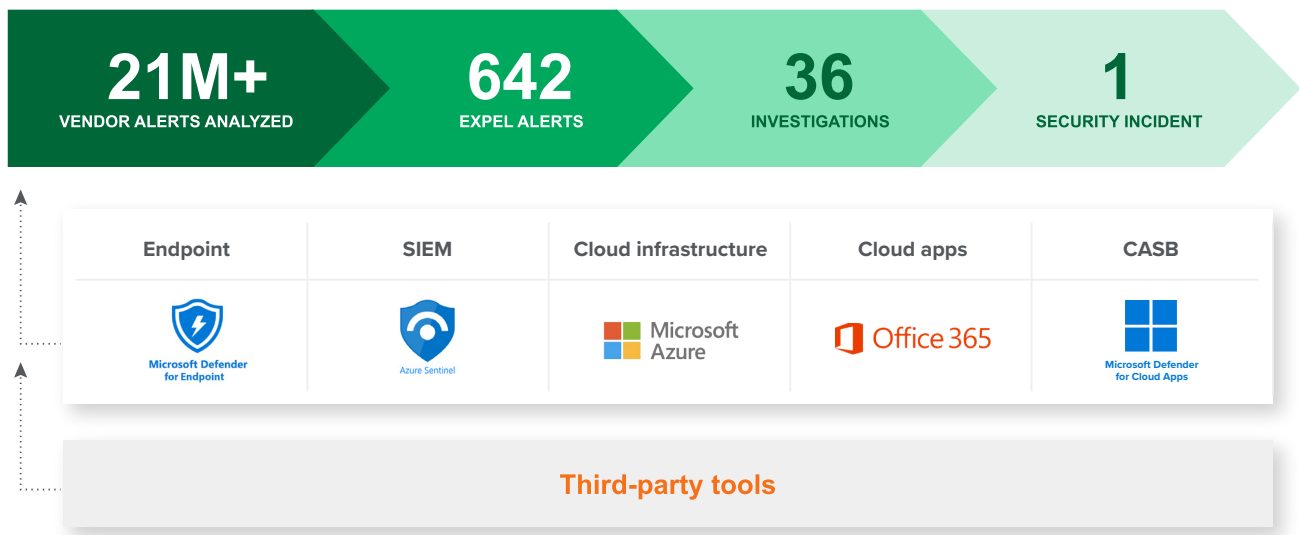 21M+
VENDOR ALERTS ANALYZED
642
EXPEL ALERTS
36
INVESTIGATIONS
1
SECURITY INCIDENT
Endpoint
SIEM
Cloud infrastructure
Cloud apps
CASB
Microsoft Defender
for Endpoint
Azure Sentinel
Microsoft
Azure
Office 365
Microsoft Defender
for Cloud Apps
Third-party tools